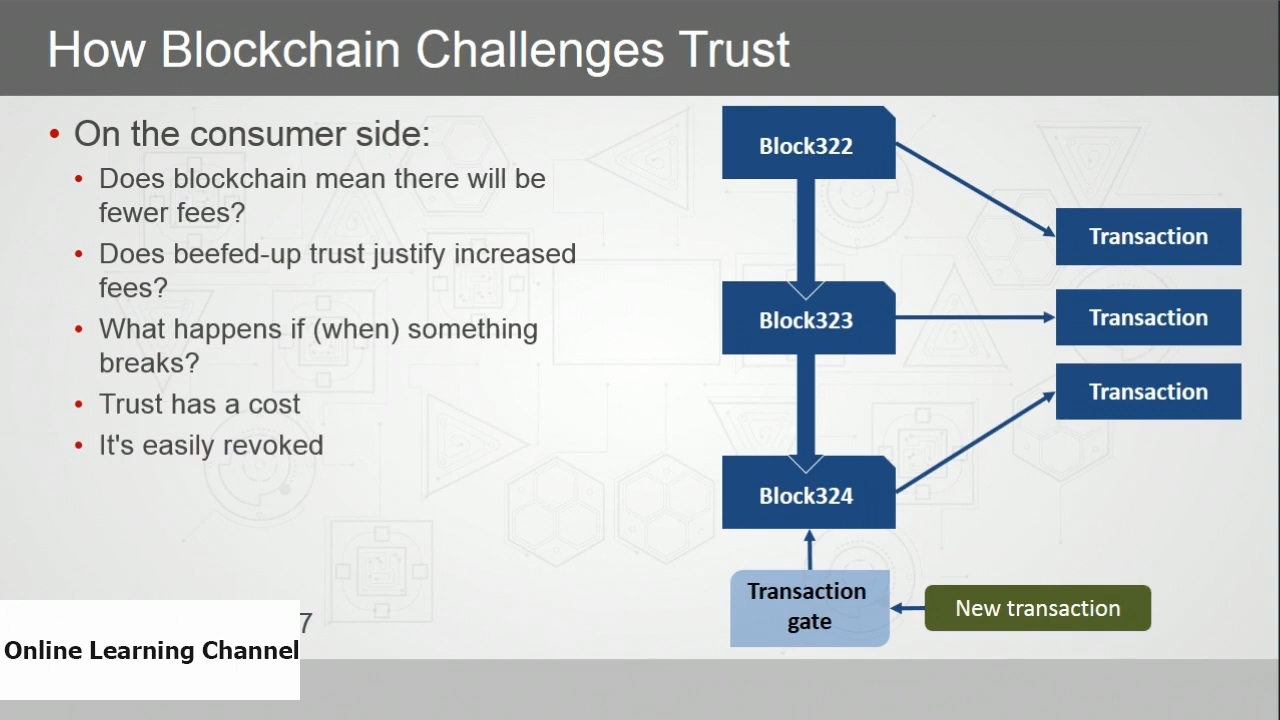 How Blockchain Challenges Trust
• On the consumer side:
• Does blockchain mean there will be
fewer fees?
• Does beefed-up trust justify increased
fees?
• What happens if (when) something
breaks?
• Trust has a cost
• It's easily revoked
Block322
Transaction
Block323
Transaction
Transaction
Block324
Transaction
gate
New transaction
7
Online Learning Channel